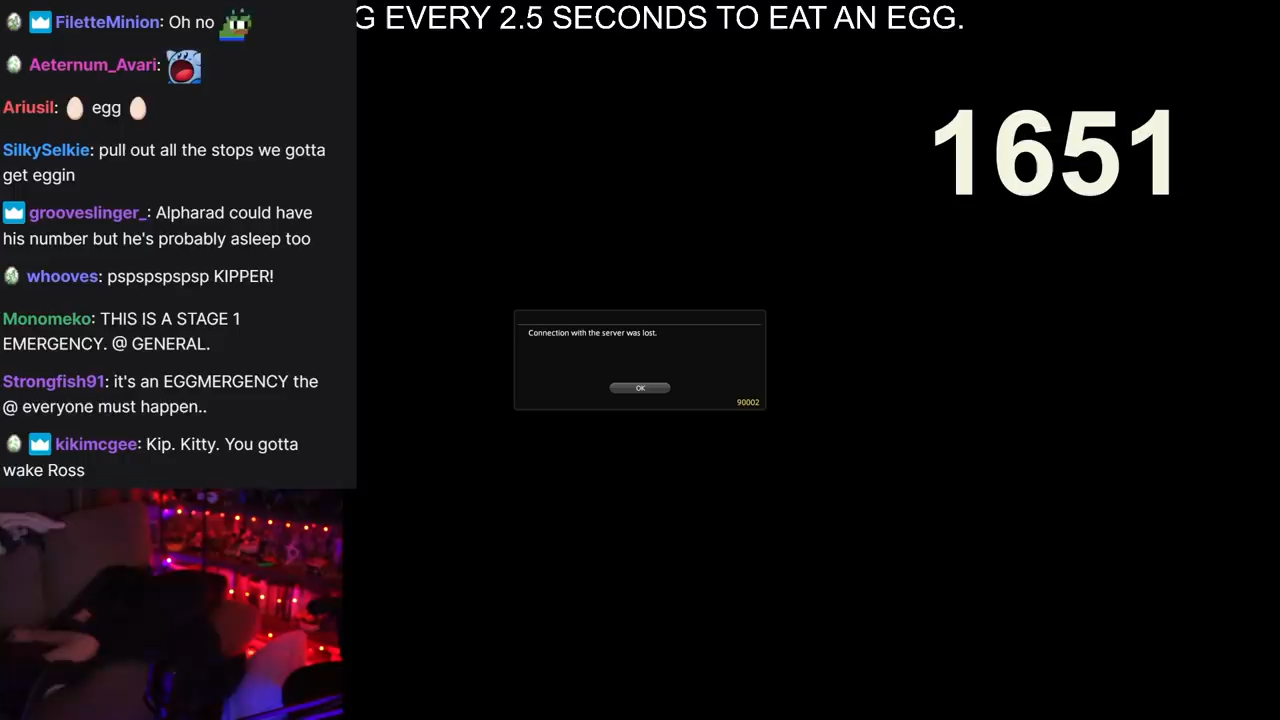 FiletteMinion: Oh no
G EVERY 2.5 SECONDS TO EAT AN EGG.
Aeternum_Avari:
Ariusil: egg
1651
SilkySelkie: pull out all the stops we gotta
get eggin
grooveslinger_: Alpharad could have
his number but he's probably asleep too
whooves: pspspspspsp KIPPER!
Monomeko: THIS IS A STAGE 1
EMERGENCY. @ GENERAL.
Connection with the server was lost.
OK
90002
Strongfish91: it's an EGGMERGENCY the
@ everyone must happen..
kikimcgee: Kip. Kitty. You gotta
wake Ross